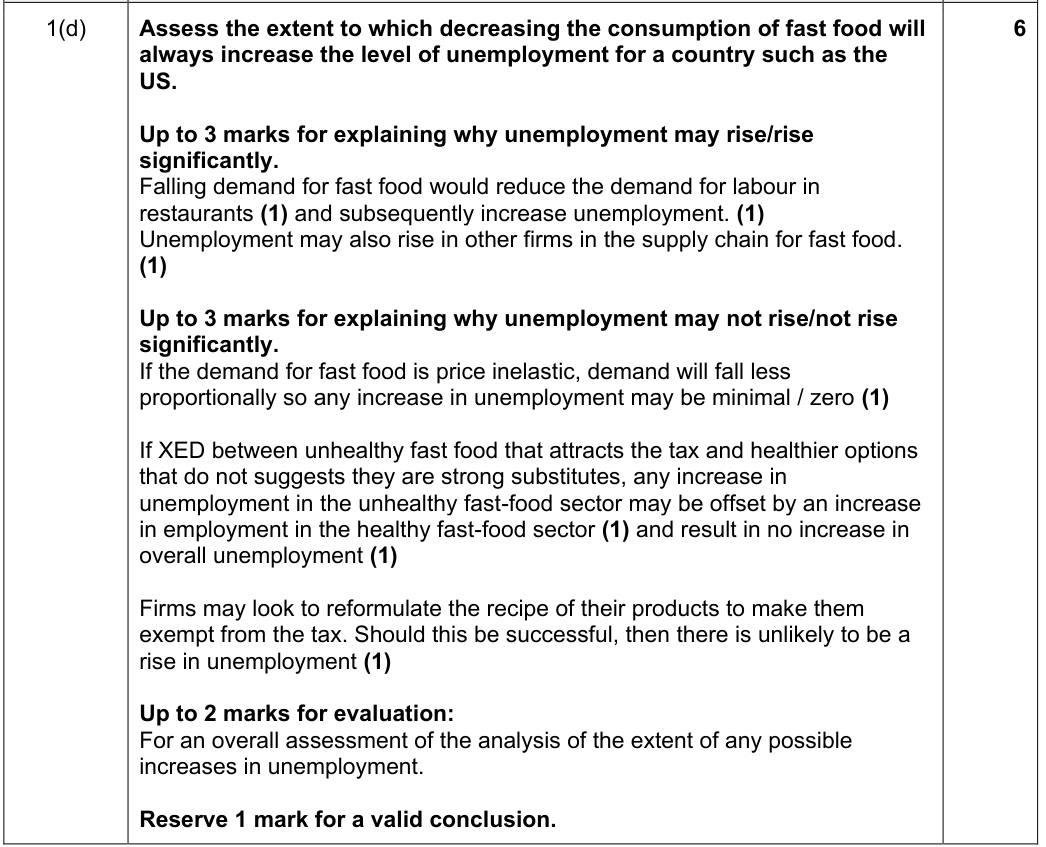 1(d)
Assess the extent to which decreasing the consumption of fast food will
always increase the level of unemployment for a country such as the
US.
6
Up to 3 marks for explaining why unemployment may rise/rise
significantly.
Falling demand for fast food would reduce the demand for labour in
restaurants (1) and subsequently increase unemployment. (1)
Unemployment may also rise in other firms in the supply chain for fast food.
(1)
Up to 3 marks for explaining why unemployment may not rise/not rise
significantly.
If the demand for fast food is price inelastic, demand will fall less
proportionally so any increase in unemployment may be minimal / zero (1)
If XED between unhealthy fast food that attracts the tax and healthier options
that do not suggests they are strong substitutes, any increase in
unemployment in the unhealthy fast-food sector may be offset by an increase
in employment in the healthy fast-food sector (1) and result in no increase in
overall unemployment (1)
Firms may look to reformulate the recipe of their products to make them
exempt from the tax. Should this be successful, then there is unlikely to be a
rise in unemployment (1)
Up to 2 marks for evaluation:
For an overall assessment of the analysis of the extent of any possible
increases in unemployment.
Reserve 1 mark for a valid conclusion.